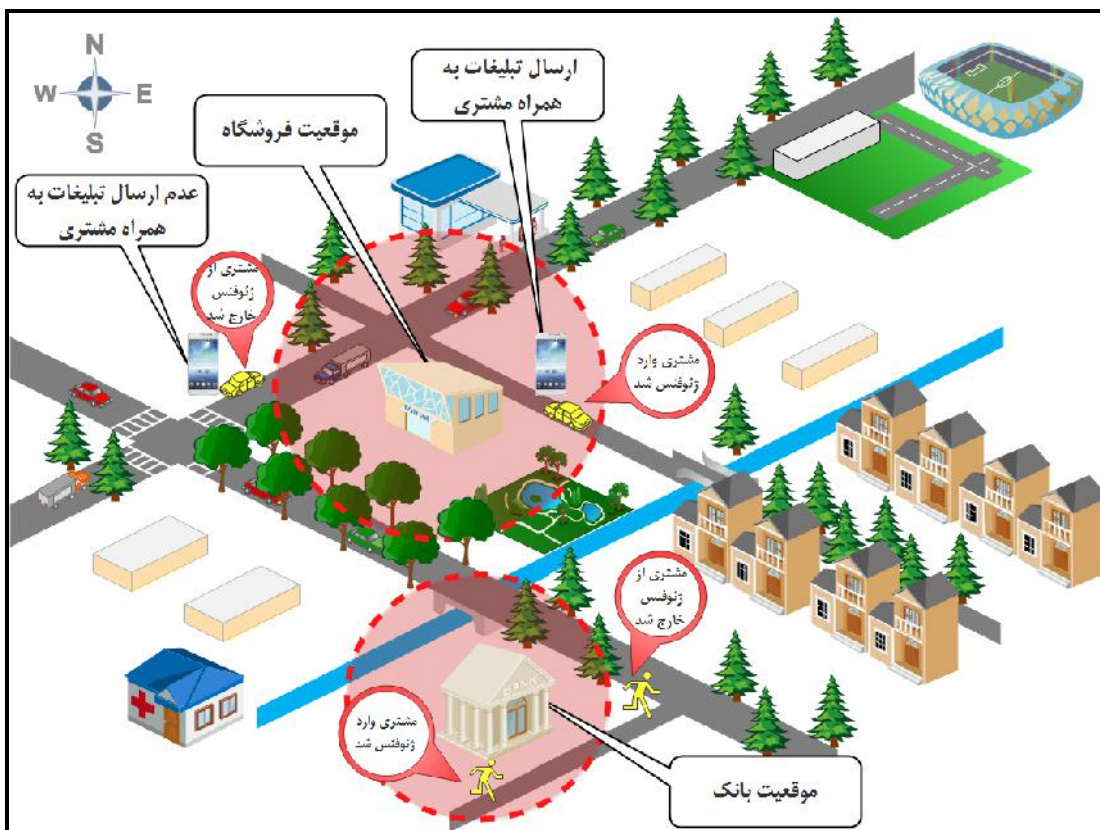 N
W
E
S
ارسال تبلیغات به
همراه مشتری
موقعیت فروشگاه
عدم ارسال تبلیغات به
همراه مشتری
مشتری از
ژئوفنس
خارج شد
مشتری وارد
ژئوفنس شد
مشتری از
ژئوفنس
خارج شد
مشتری وارد
ژئوفنس شد
BANK
موقعیت بانک